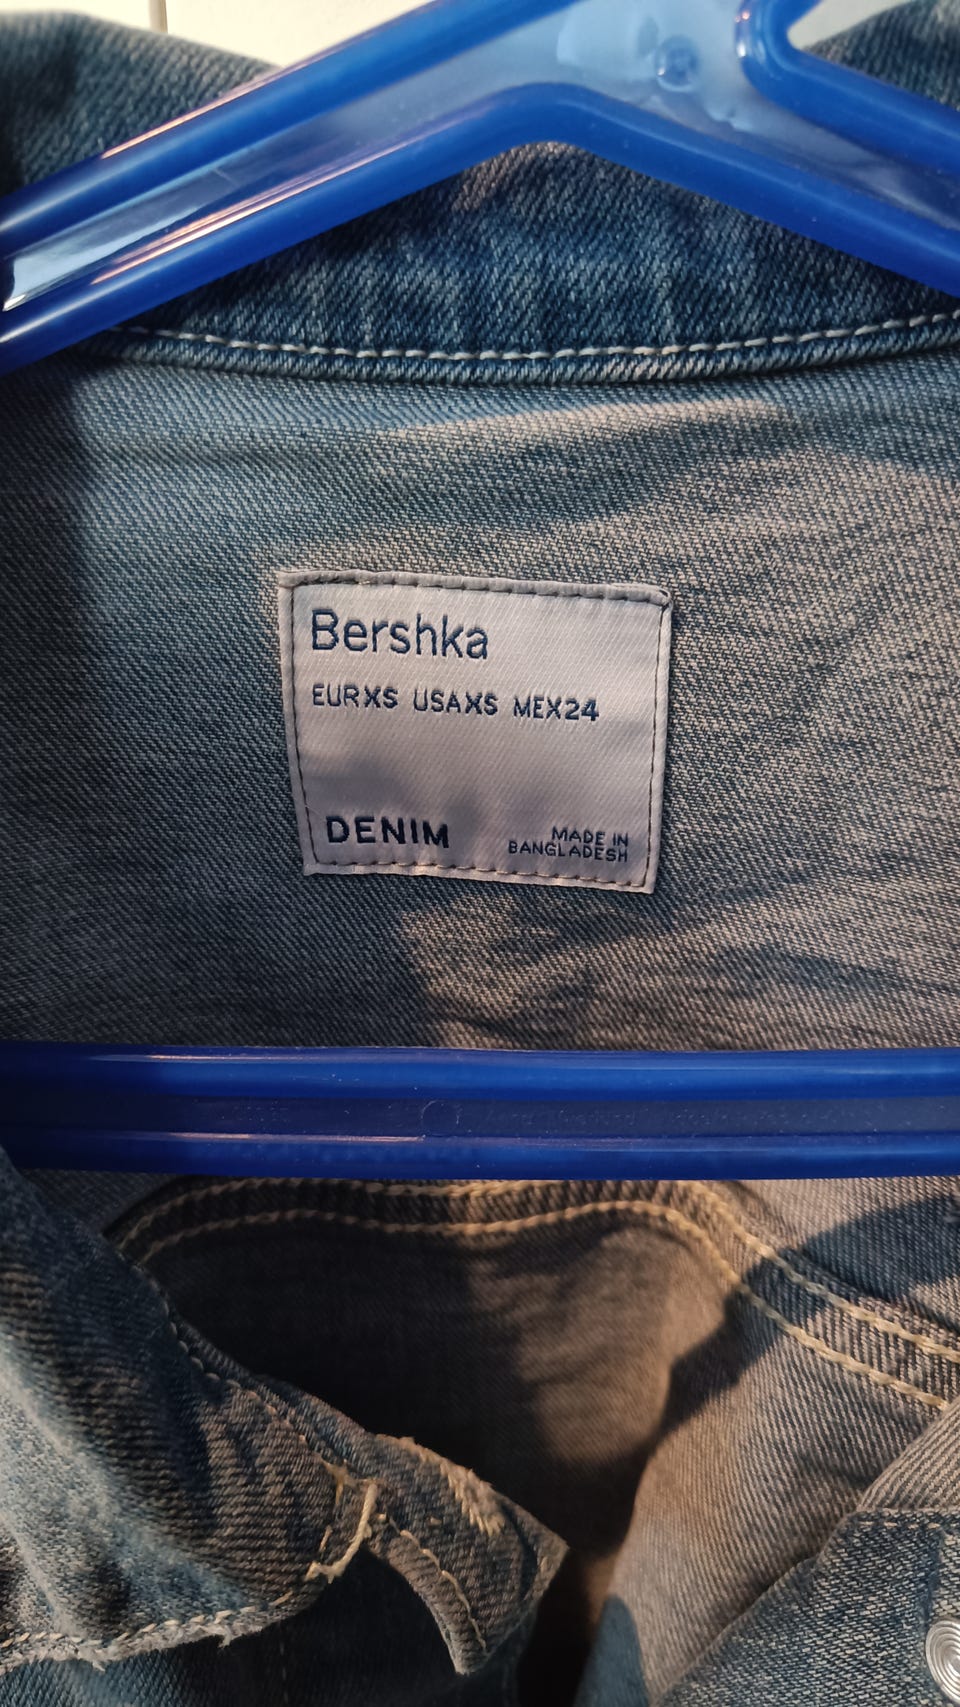 Bershka
EURXS USAXS MEX24
DENIM
MADE IN
BANGLADESH